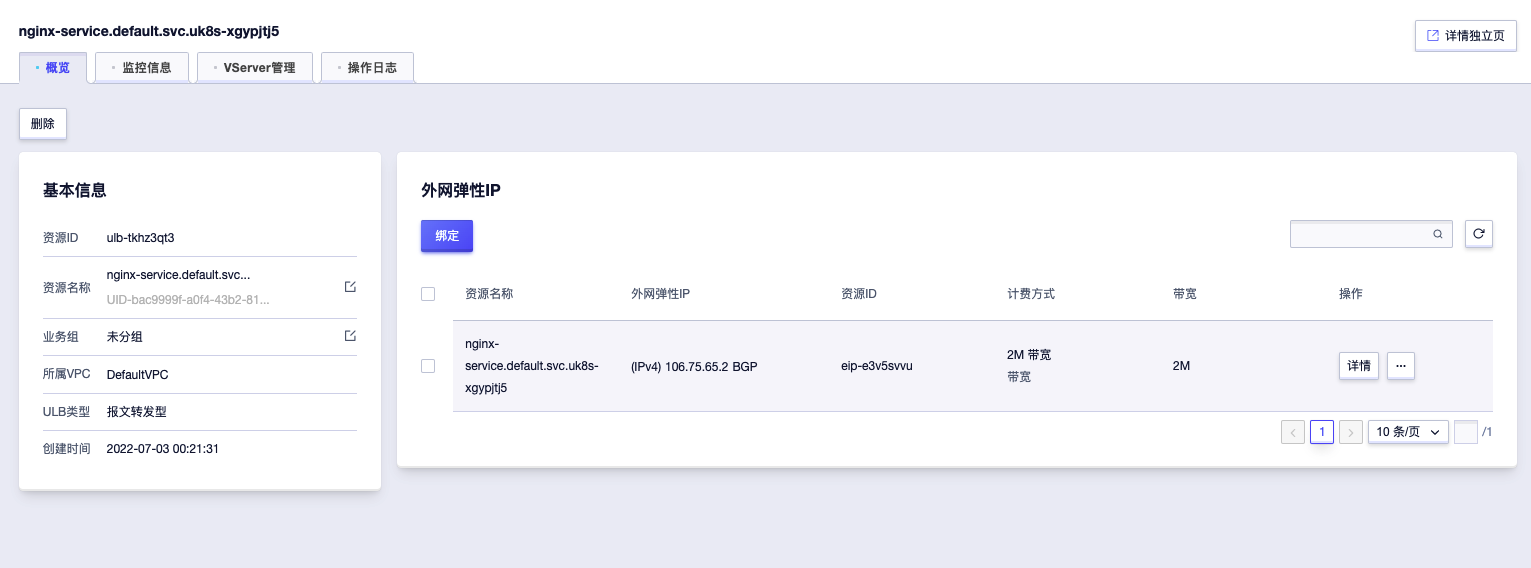 nginx-service.default.svc.uk8s-xgypjtj5
详情独立页
概览
监控信息
VServer管理
操作日志
删除
基本信息
资源ID ulb-tkhz3qt3
资源名称 nginx-service.default.svc...
UID-bac9999f-a0f4-43b2-81...
业务组 未分组
所属VPC DefaultVPC
ULB类型 报文转发型
创建时间 2022-07-03 00:21:31
外网弹性IP
绑定
资源名称 外网弹性IP 资源ID 计费方式 带宽 操作
nginx-
service.default.svc.uk8s-
xgypjtj5
(IPv4) 106.75.65.2 BGP
eip-e3v5svvu
2M 带宽
带宽
2M
详情 ...
1 10 条/页 /1